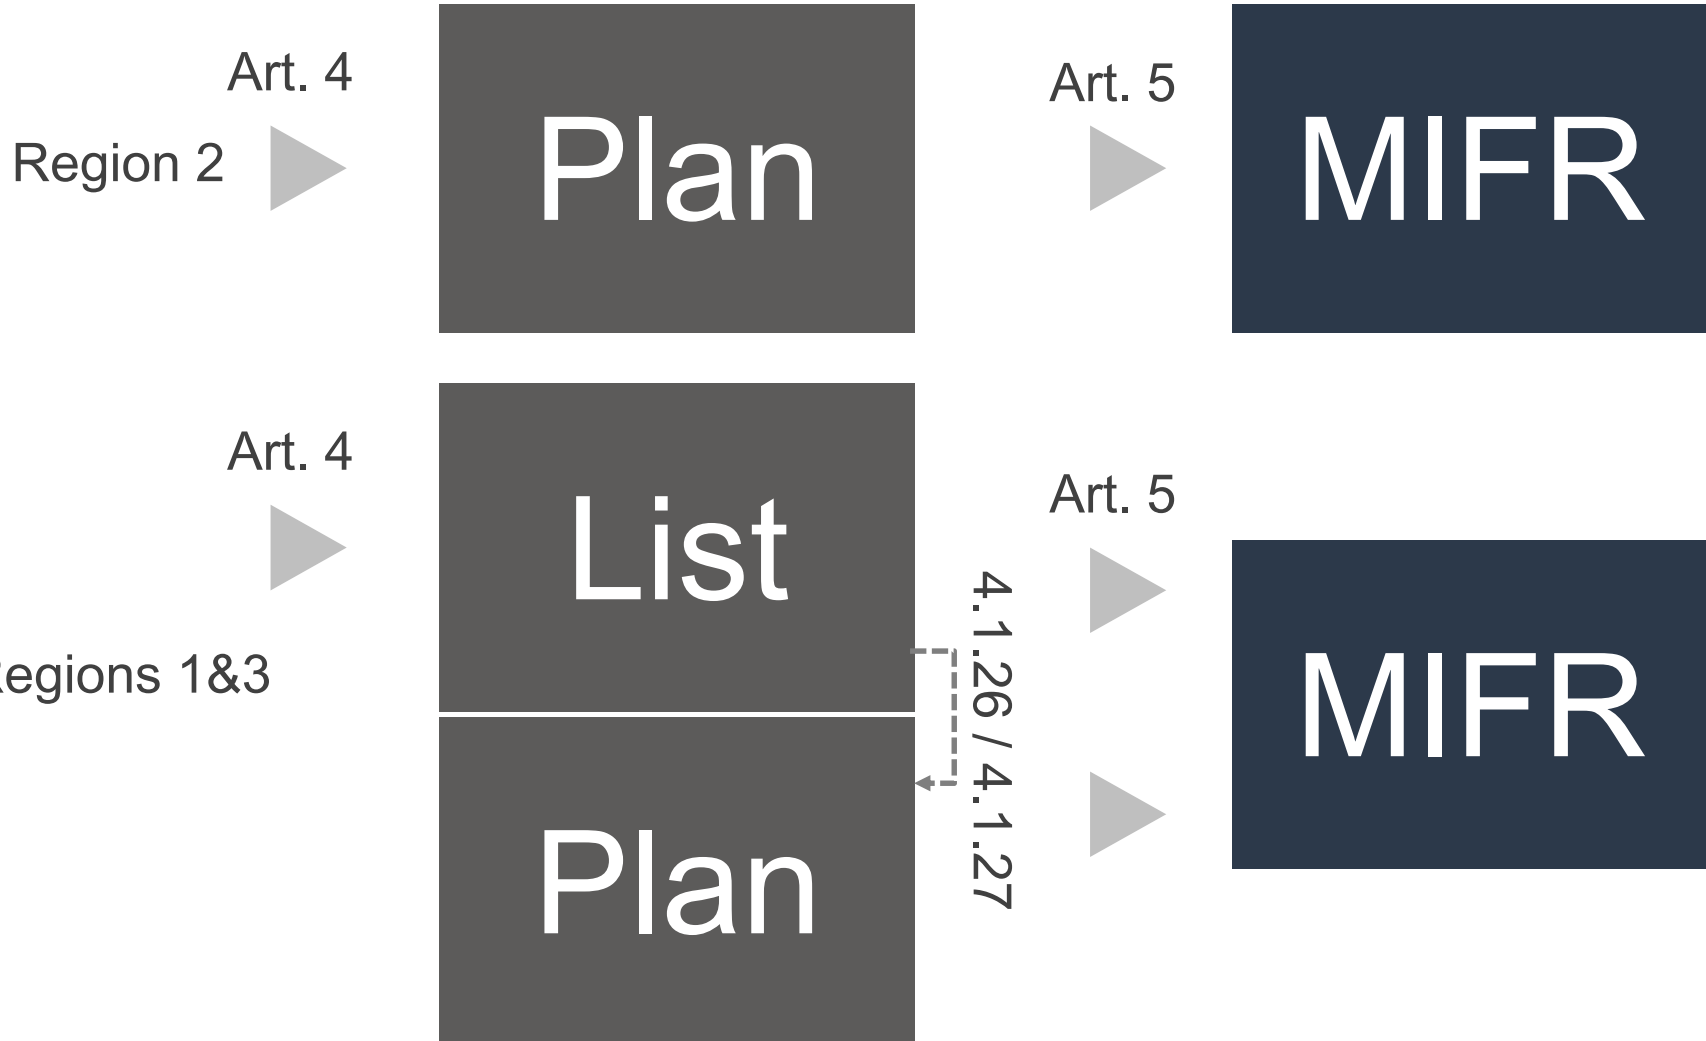 Art. 4
Region 2
Plan
Art. 5
MIFR
Art. 4
List
Regions 1&3
Plan
4.1.26 / 4.1.27
Art. 5
MIFR